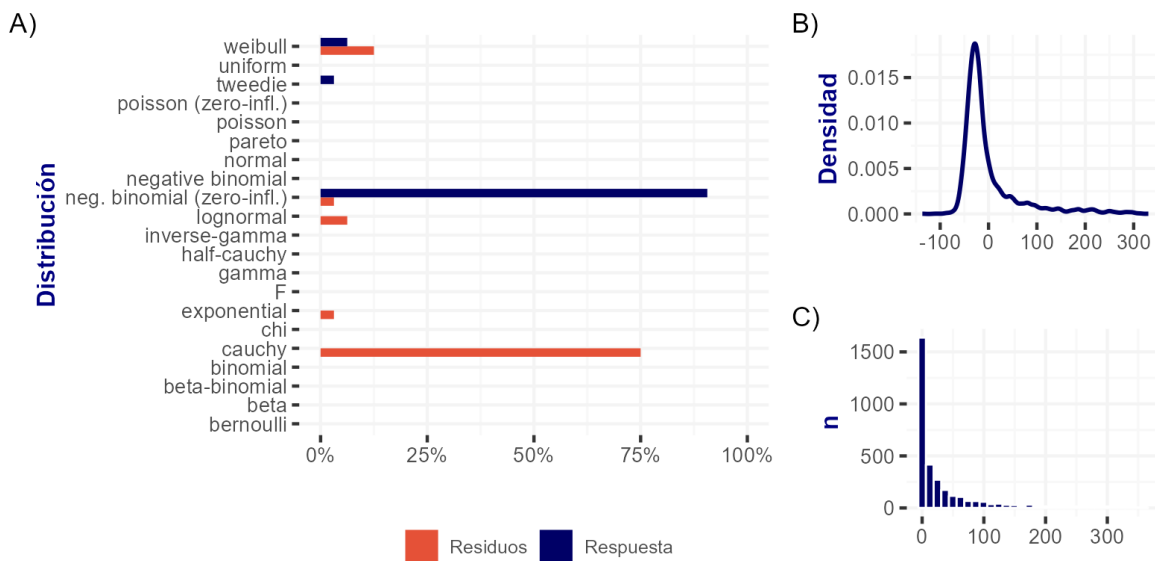 A)
Distribución
weibull
uniform
tweedie
poisson (zero-infl.)
poisson
pareto
normal
negative binomial
neg. binomial (zero-infl.)
lognormal
inverse-gamma
half-cauchy
gamma
F
exponential
chi
cauchy
binomial
beta-binomial
beta
bernoulli
0% 25% 50% 75% 100%
Residuos Respuesta
B)
Densidad
0.015
0.010
0.005
0.000
-100 0 100 200 300
C)
n
1500
1000
500
0
0 100 200 300